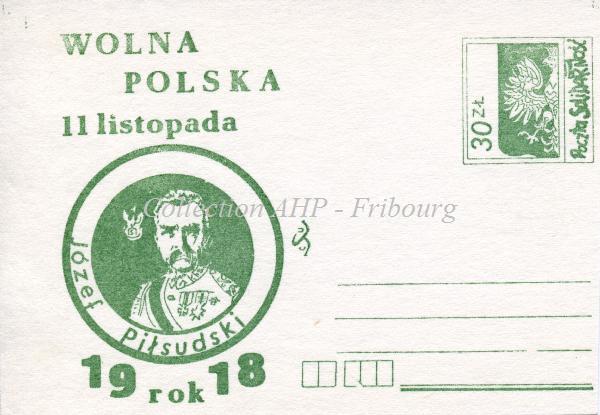 WOLNA
POLSKA
11 listopada
30 ZŁ
Poczta Solidarność
Collection AHP - Fribourg
Józef Piłsudski
19 rok 18